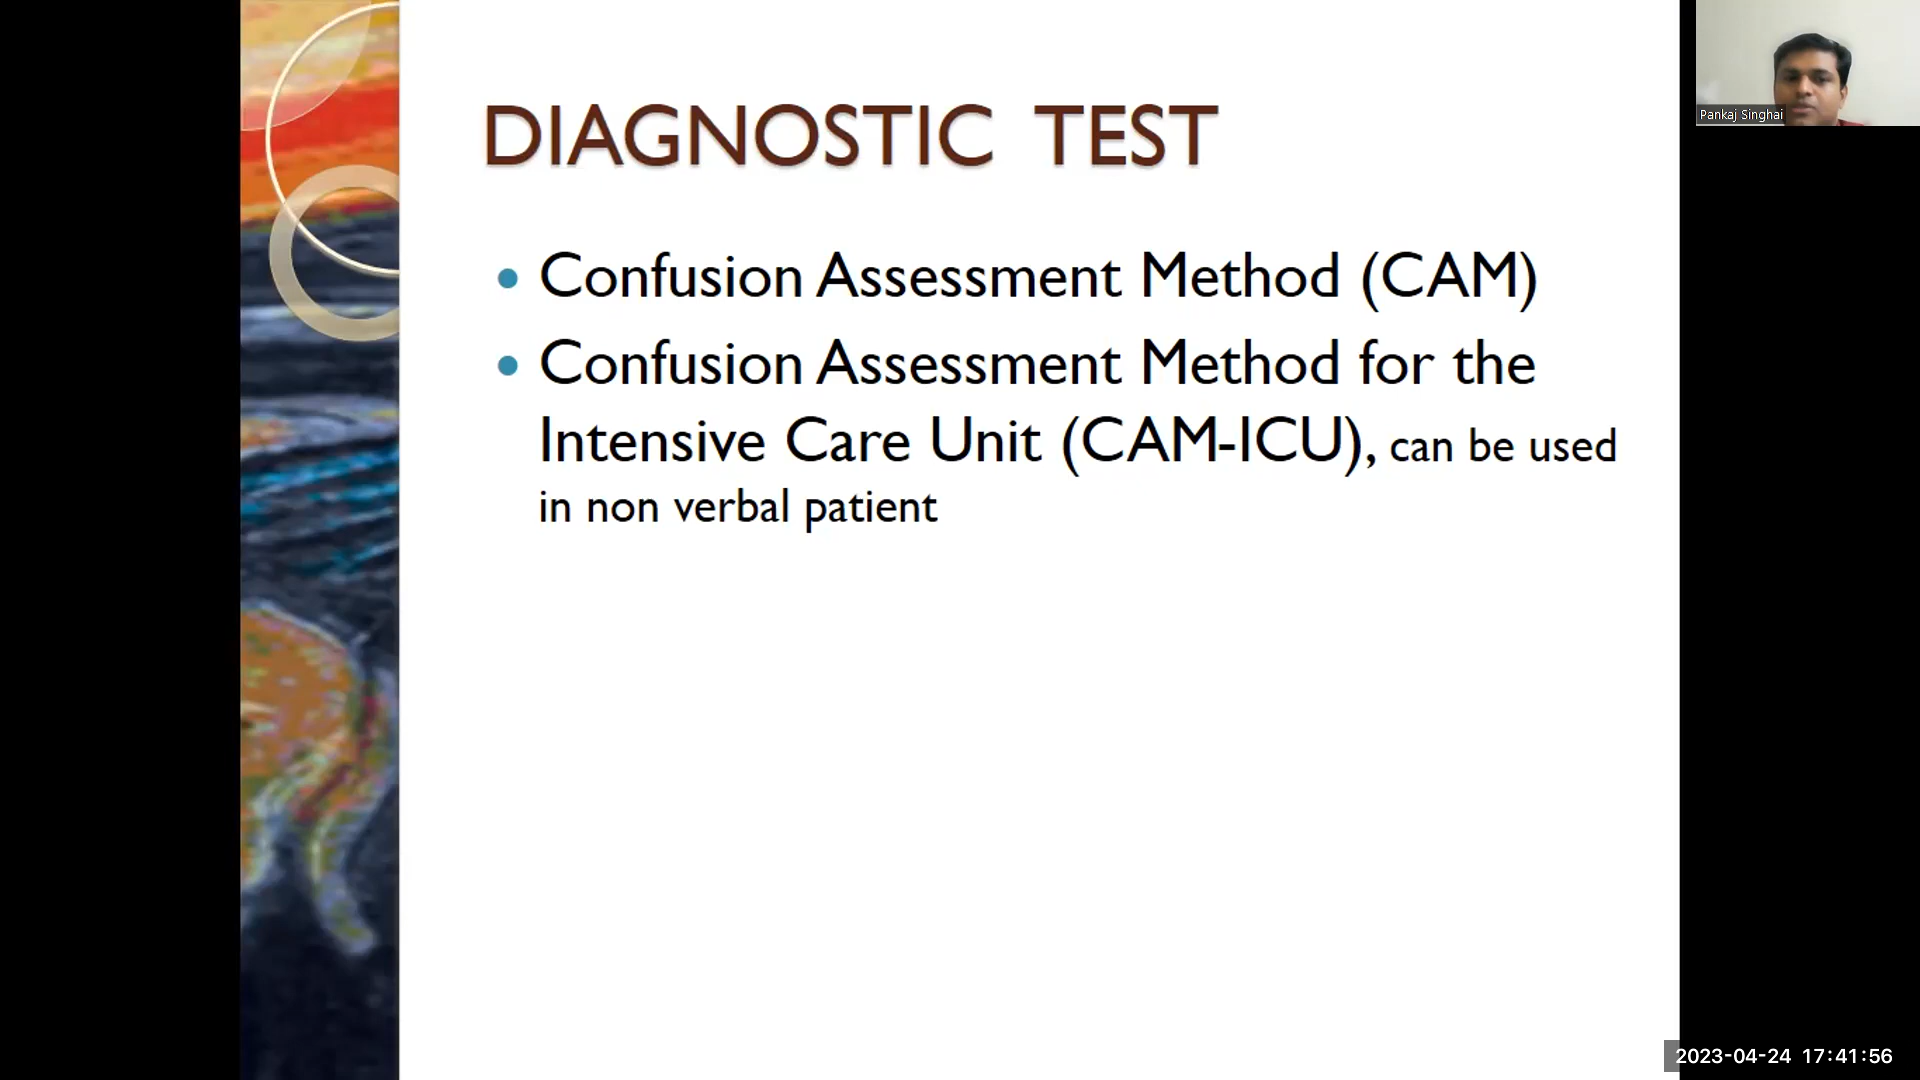 DIAGNOSTIC TEST
• Confusion Assessment Method (CAM)
• Confusion Assessment Method for the
Intensive Care Unit (CAM-ICU), can be used
in non verbal patient
Pankaj Singhai
2023-04-24 17:41:56